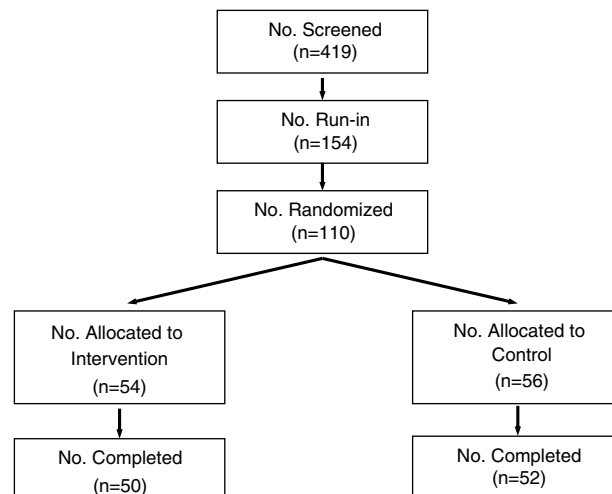 No. Screened
(n=419)
No. Run-in
(n=154)
No. Randomized
(n=110)
No. Allocated to
Intervention
(n=54)
No. Allocated to
Control
(n=56)
No. Completed
(n=50)
No. Completed
(n=52)